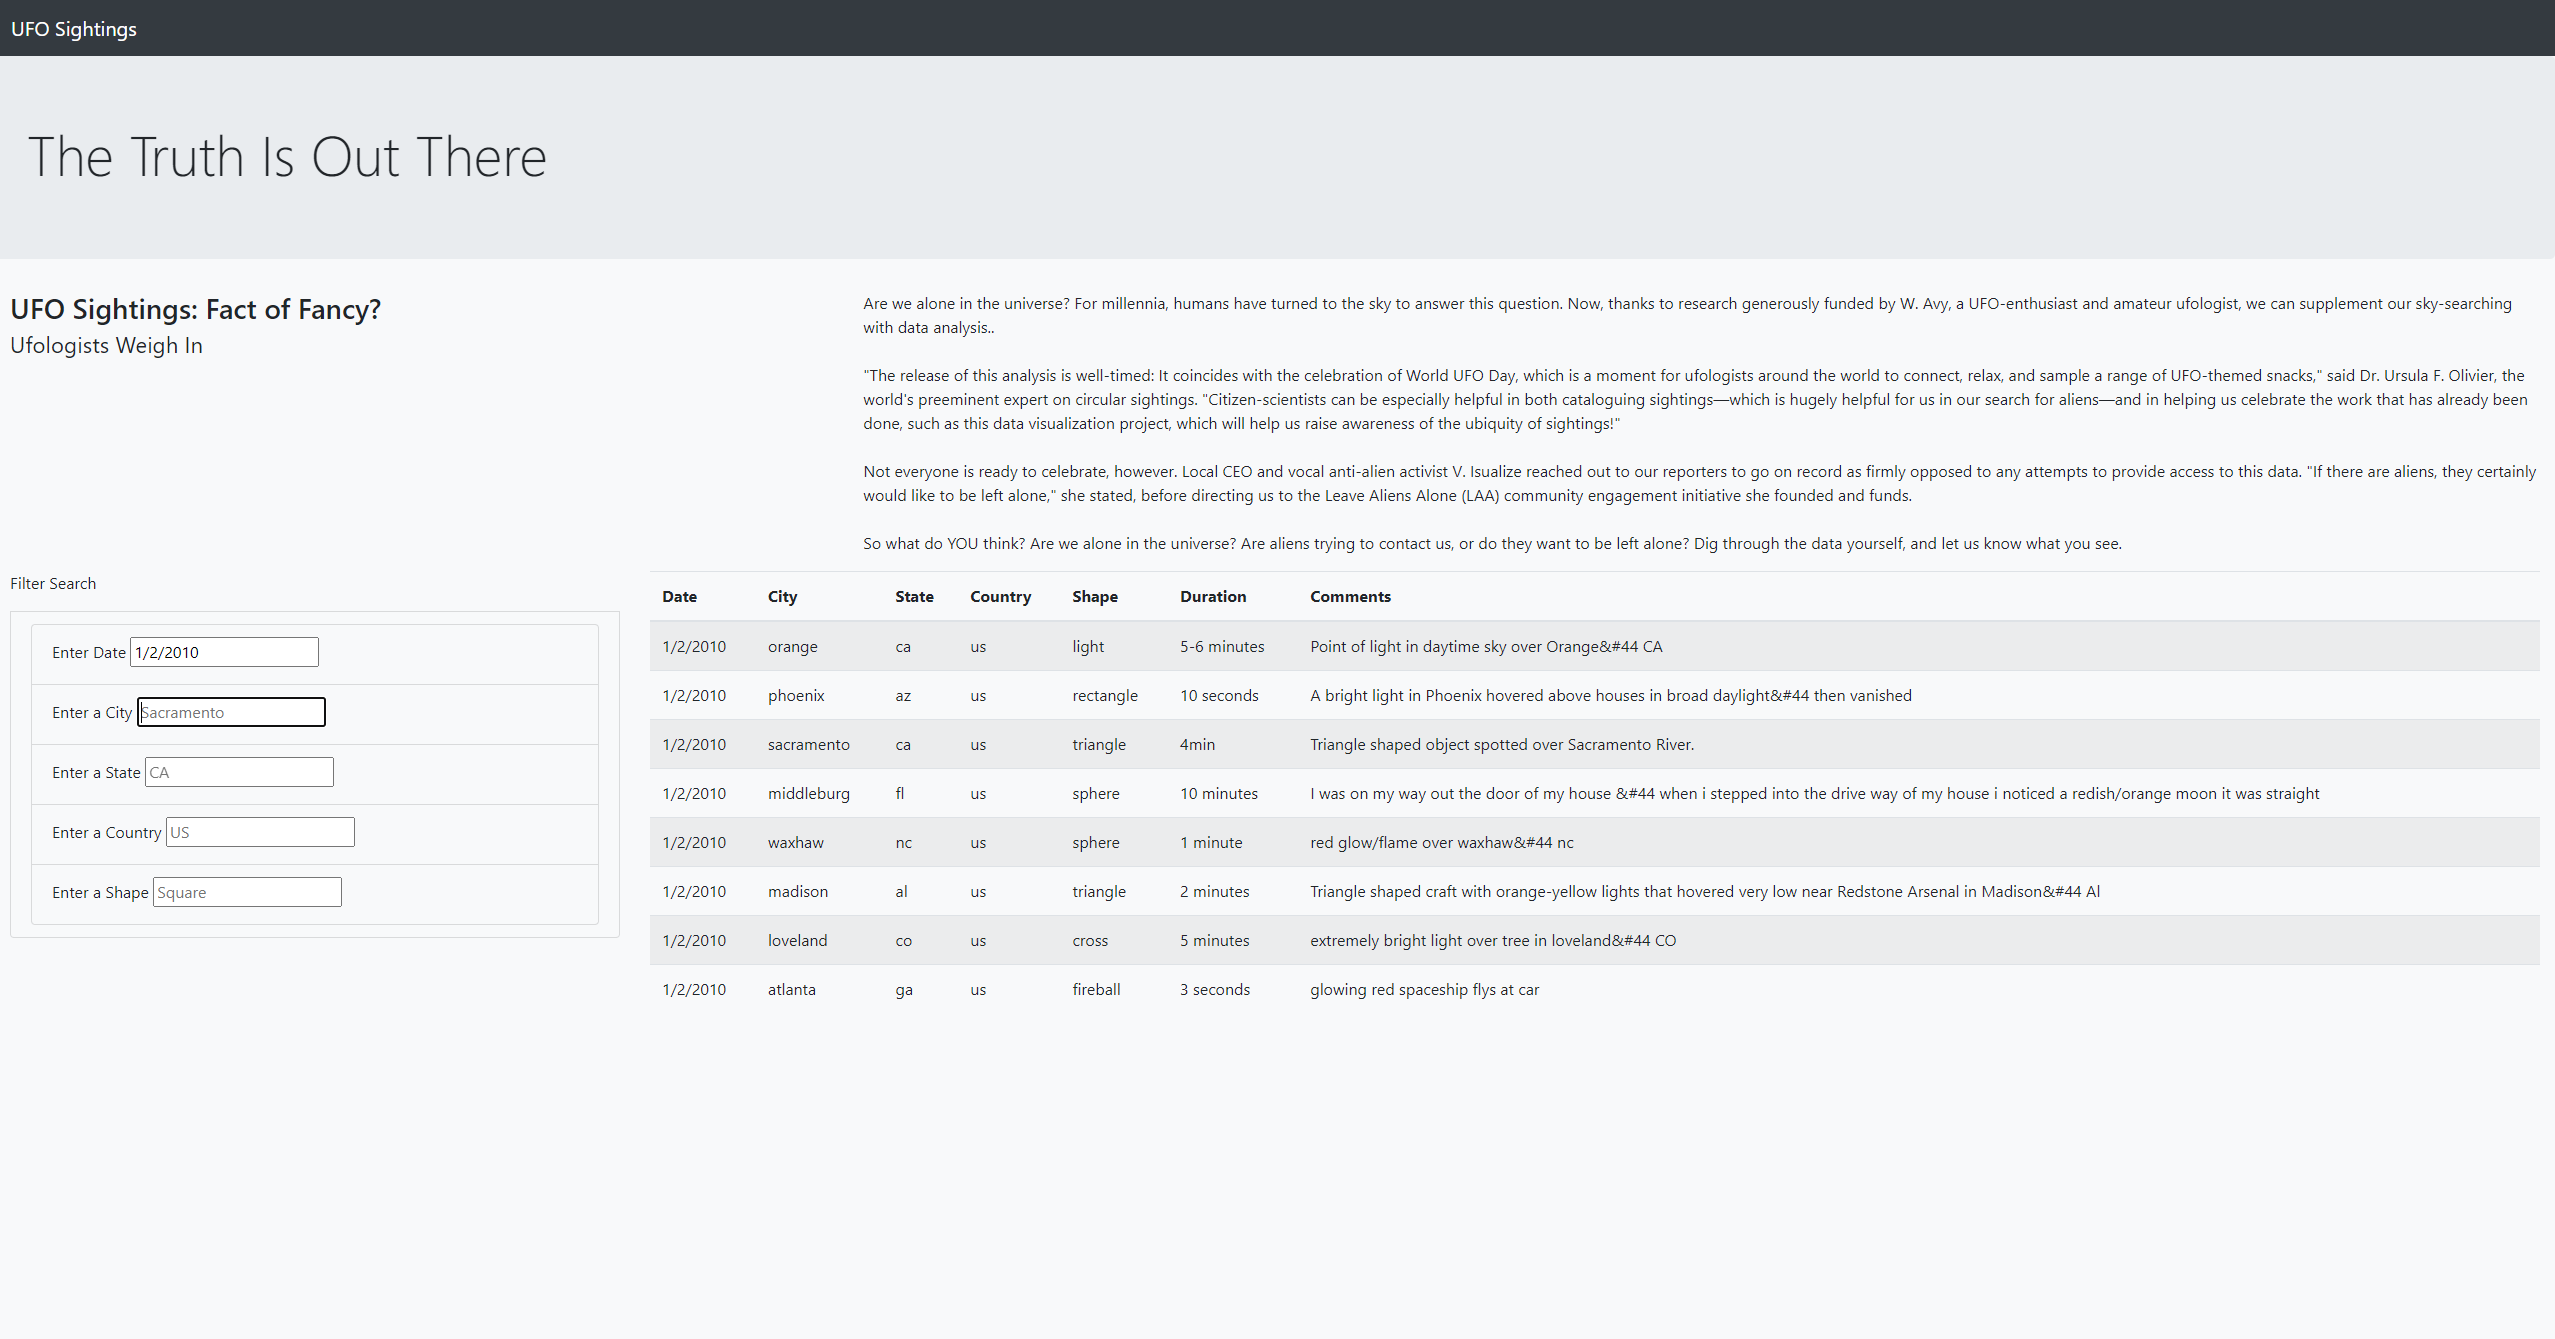 UFO Sightings
The Truth Is Out There
UFO Sightings: Fact of Fancy?
Ufologists Weigh In
Are we alone in the universe? For millennia, humans have turned to the sky to answer this question. Now, thanks to research generously funded by W. Avy, a UFO-enthusiast and amateur ufologist, we can supplement our sky-searching
with data analysis..
"The release of this analysis is well-timed: It coincides with the celebration of World UFO Day, which is a moment for ufologists around the world to connect, relax, and sample a range of UFO-themed snacks," said Dr. Ursula F. Olivier, the
world's preeminent expert on circular sightings. "Citizen-scientists can be especially helpful in both cataloguing sightings—which is hugely helpful for us in our search for aliens—and in helping us celebrate the work that has already been
done, such as this data visualization project, which will help us raise awareness of the ubiquity of sightings!"
Not everyone is ready to celebrate, however. Local CEO and vocal anti-alien activist V. Isualize reached out to our reporters to go on record as firmly opposed to any attempts to provide access to this data. "If there are aliens, they certainly
would like to be left alone," she stated, before directing us to the Leave Aliens Alone (LAA) community engagement initiative she founded and funds.
So what do YOU think? Are we alone in the universe? Are aliens trying to contact us, or do they want to be left alone? Dig through the data yourself, and let us know what you see.
Filter Search
Enter Date 1/2/2010
Enter a City Sacramento
Enter a State CA
Enter a Country US
Enter a Shape Square
Date City State Country Shape Duration Comments
1/2/2010 orange ca us light 5-6 minutes Point of light in daytime sky over Orange&#44 CA
1/2/2010 phoenix az us rectangle 10 seconds A bright light in Phoenix hovered above houses in broad daylight&#44 then vanished
1/2/2010 sacramento ca us triangle 4min Triangle shaped object spotted over Sacramento River.
1/2/2010 middleburg fl us sphere 10 minutes I was on my way out the door of my house &#44 when i stepped into the drive way of my house i noticed a redish/orange moon it was straight
1/2/2010 waxhaw nc us sphere 1 minute red glow/flame over waxhaw&#44 nc
1/2/2010 madison al us triangle 2 minutes Triangle shaped craft with orange-yellow lights that hovered very low near Redstone Arsenal in Madison&#44 Al
1/2/2010 loveland co us cross 5 minutes extremely bright light over tree in loveland&#44 CO
1/2/2010 atlanta ga us fireball 3 seconds glowing red spaceship flys at car